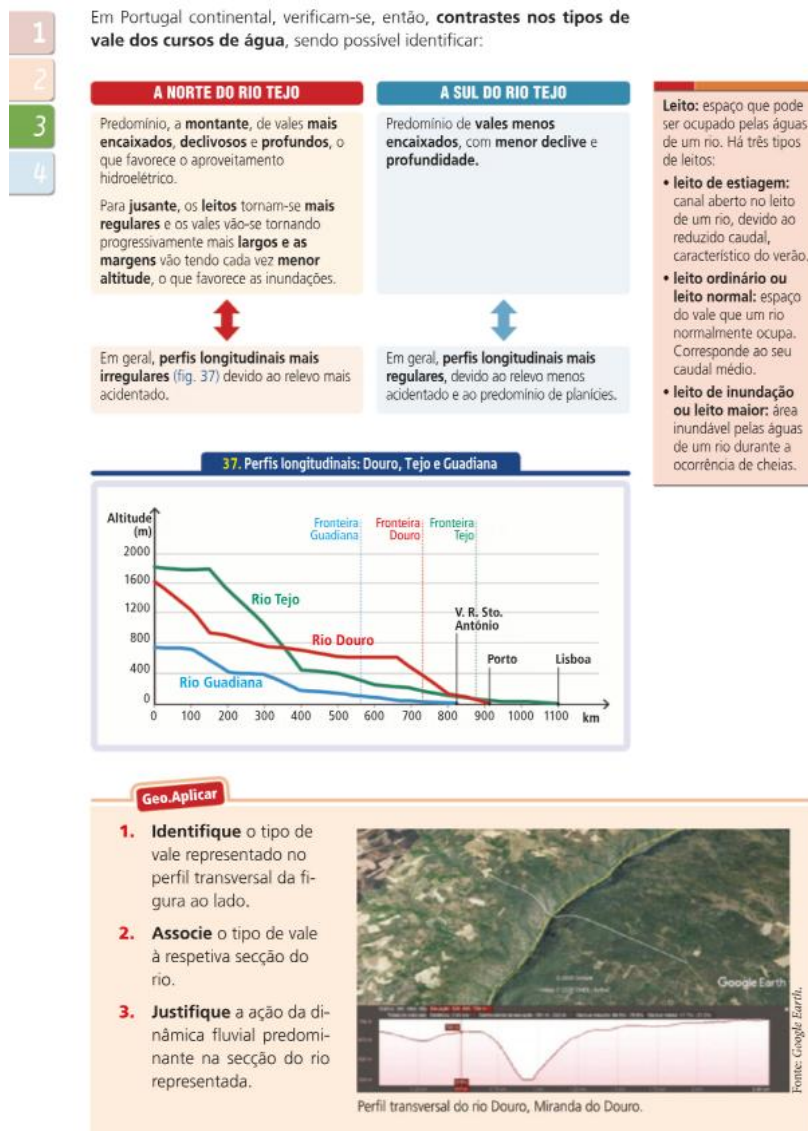 Em Portugal continental, verificam-se, então, contrastes nos tipos de
vale dos cursos de água, sendo possível identificar:
1
2
3
4
A NORTE DO RIO TEJO
Predomínio, a montante, de vales mais
encaixados, declivosos e profundos, o
que favorece o aproveitamento
hidroelétrico.
Para jusante, os leitos tornam-se mais
regulares e os vales vão-se tornando
progressivamente mais largos e as
margens vão tendo cada vez menor
altitude, o que favorece as inundações.
Em geral, perfis longitudinais mais
irregulares (fig. 37) devido ao relevo mais
acidentado.
A SUL DO RIO TEJO
Predomínio de vales menos
encaixados, com menor declive e
profundidade.
Em geral, perfis longitudinais mais
regulares, devido ao relevo menos
acidentado e ao predomínio de planícies.
Leito: espaço que pode
ser ocupado pelas águas
de um rio. Há três tipos
de leitos:
• leito de estiagem:
canal aberto no leito
de um rio, devido ao
reduzido caudal,
característico do verão.
• leito ordinário ou
leito normal: espaço
do vale que um rio
normalmente ocupa.
Corresponde ao seu
caudal médio.
• leito de inundação
ou leito maior: área
inundável pelas águas
de um rio durante a
ocorrência de cheias.
37. Perfis longitudinais: Douro, Tejo e Guadiana
Altitude
(m)
2000
1600
1200
800
400
0
Fronteira
Guadiana
Fronteira
Douro
Fronteira
Tejo
Rio Tejo
Rio Douro
Rio Guadiana
V. R. Sto.
António
Porto
Lisboa
0 100 200 300 400 500 600 700 800 900 1000 1100 km
Geo.Aplicar
1. Identifique o tipo de
vale representado no
perfil transversal da fi-
gura ao lado.
2. Associe o tipo de vale
à respetiva secção do
rio.
3. Justifique a ação da di-
nâmica fluvial predomi-
nante na secção do rio
representada.
Google Earth
Fonte: Google Earth.
Perfil transversal do rio Douro, Miranda do Douro.